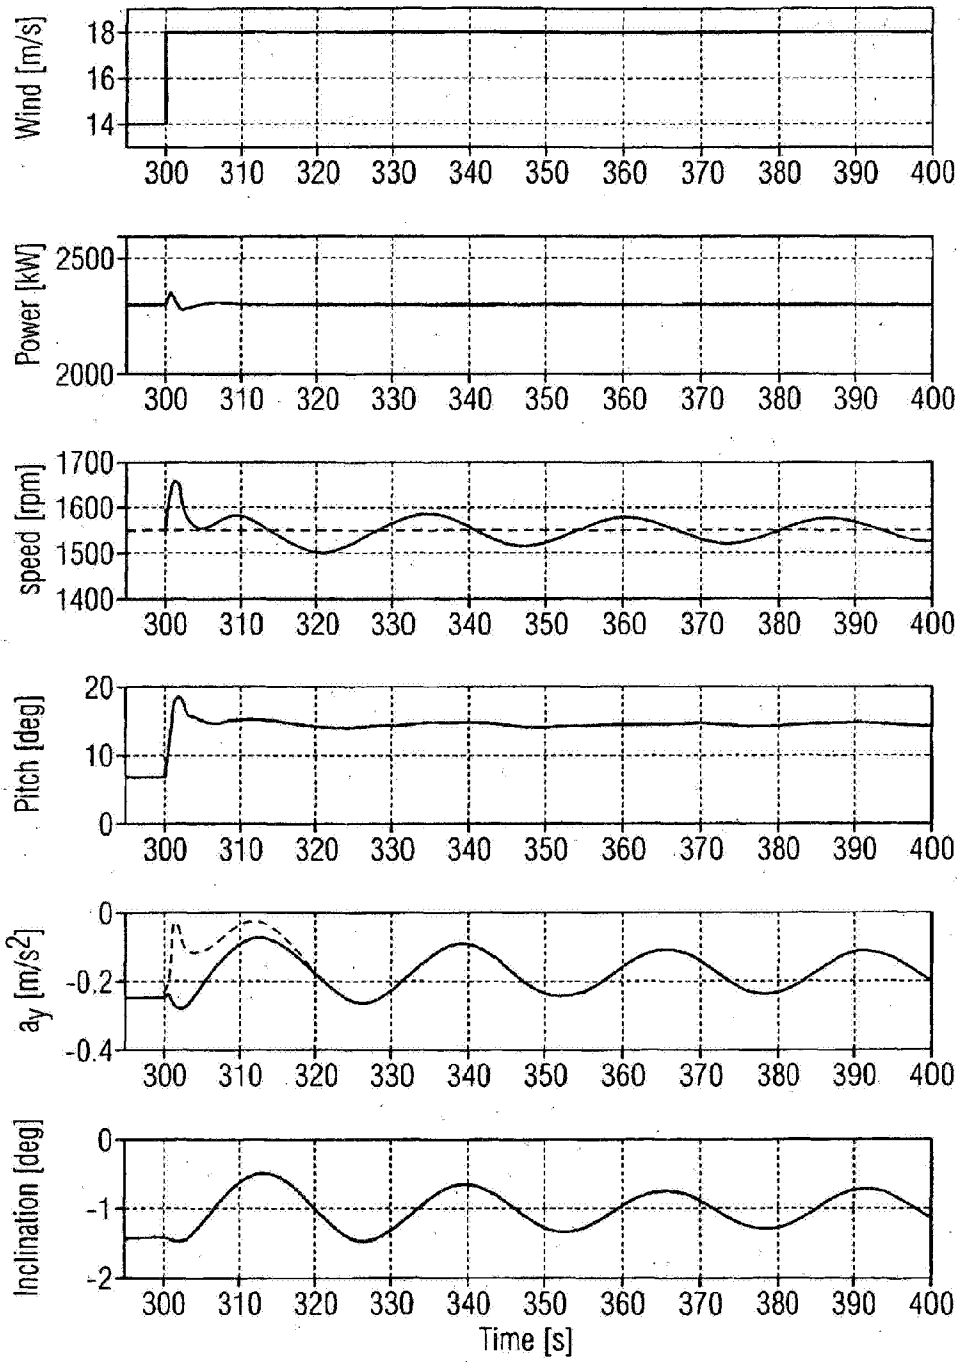 Wind [m/s]
18
16
14
300 310 320 330 340 350 360 370 380 390 400
Power [kW]
2500
2000
300 310 320 330 340 350 360 370 380 390 400
speed [rpm]
1700
1600
1500
1400
300 310 320 330 340 350 360 370 380 390 400
Pitch [deg]
20
10
0
300 310 320 330 340 350 360 370 380 390 400
ay [m/s2]
0
-0.2
-0.4
300 310 320 330 340 350 360 370 380 390 400
Inclination [deg]
0
-1
-2
300 310 320 330 340 350 360 370 380 390 400
Time [s]